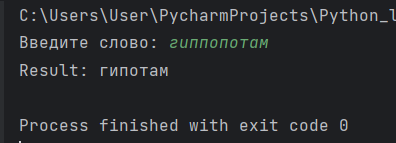 C:\Users\User\PycharmProjects\Python_l
Введите слово: гиппопотам
Result: гипотам
Process finished with exit code 0